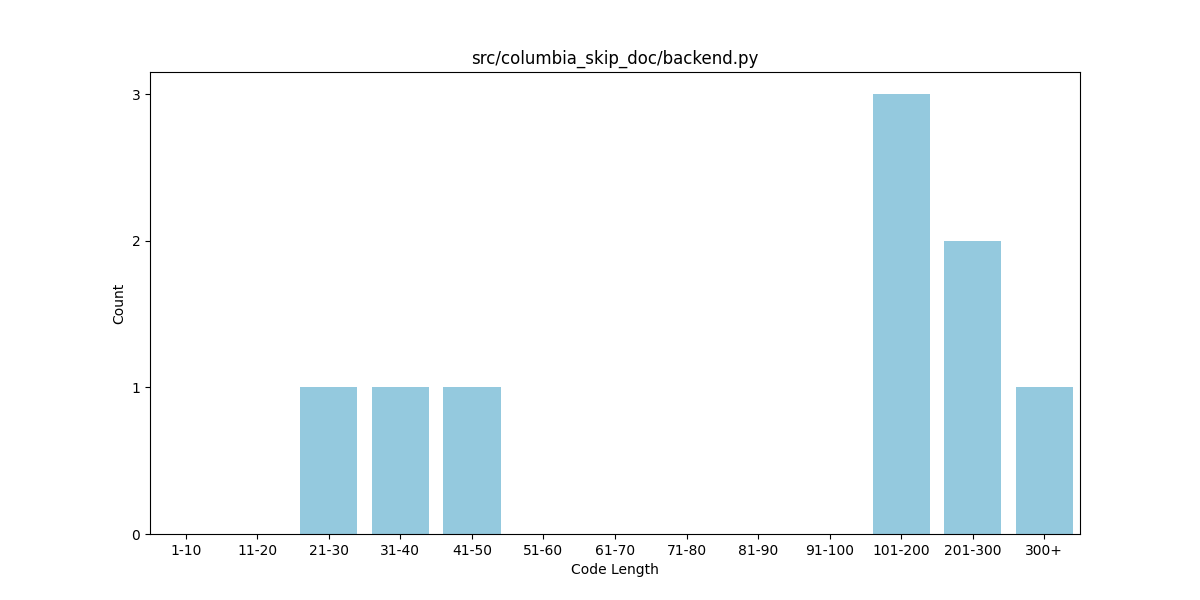 src/columbia_skip_doc/backend.py
3
2
1
0
Count
1-10 11-20 21-30 31-40 41-50 51-60 61-70 71-80 81-90 91-100 101-200 201-300 300+
Code Length